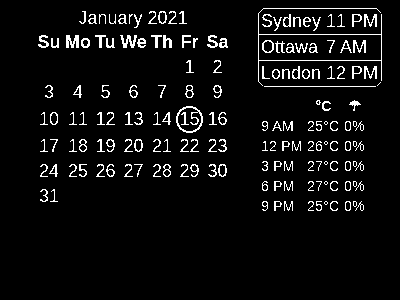 January 2021
Su Mo Tu We Th Fr Sa
1 2
3 4 5 6 7 8 9
10 11 12 13 14 15 16
17 18 19 20 21 22 23
24 25 26 27 28 29 30
31
Sydney 11 PM
Ottawa 7 AM
London 12 PM
°C ☂
9 AM 25°C 0%
12 PM 26°C 0%
3 PM 27°C 0%
6 PM 27°C 0%
9 PM 25°C 0%